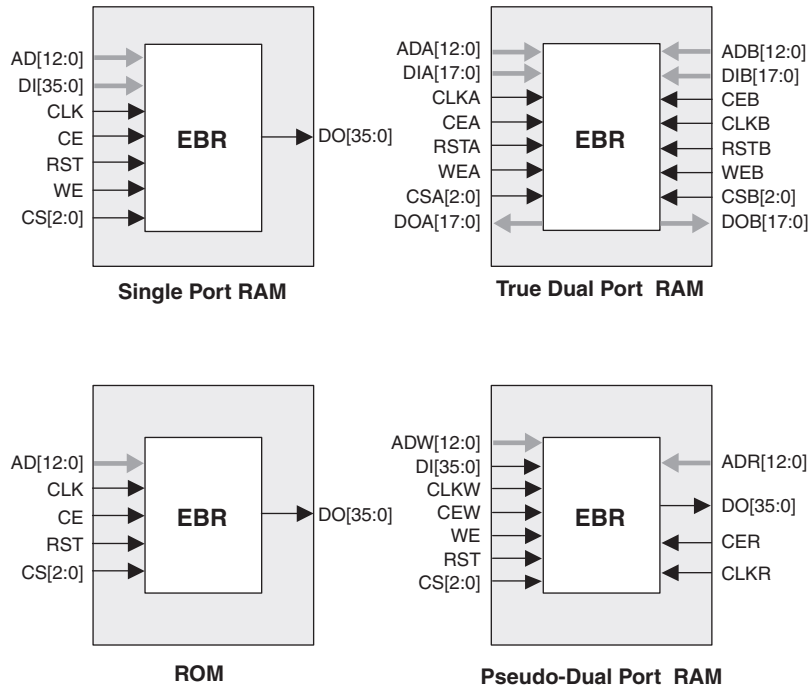 AD[12:0]
DI[35:0]
CLK
CE
RST
WE
CS[2:0]
EBR
DO[35:0]
Single Port RAM
ADA[12:0]
DIA[17:0]
CLKA
CEA
RSTA
WEA
CSA[2:0]
DOA[17:0]
EBR
ADB[12:0]
DIB[17:0]
CEB
CLKB
RSTB
WEB
CSB[2:0]
DOB[17:0]
True Dual Port RAM
AD[12:0]
CLK
CE
RST
CS[2:0]
EBR
DO[35:0]
ROM
ADW[12:0]
DI[35:0]
CLKW
CEW
WE
RST
CS[2:0]
EBR
ADR[12:0]
DO[35:0]
CER
CLKR
Pseudo-Dual Port RAM